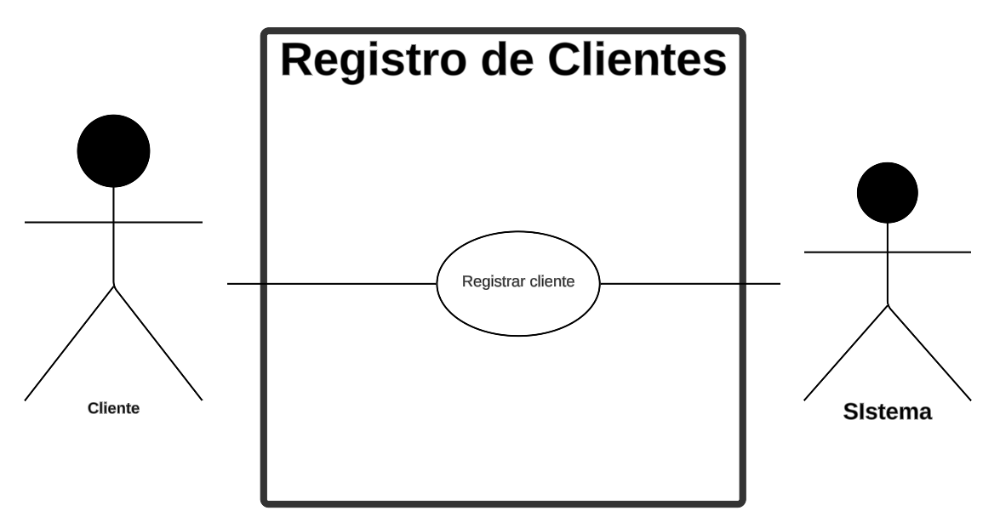 Registro de Clientes
Registrar cliente
Cliente
SIstema